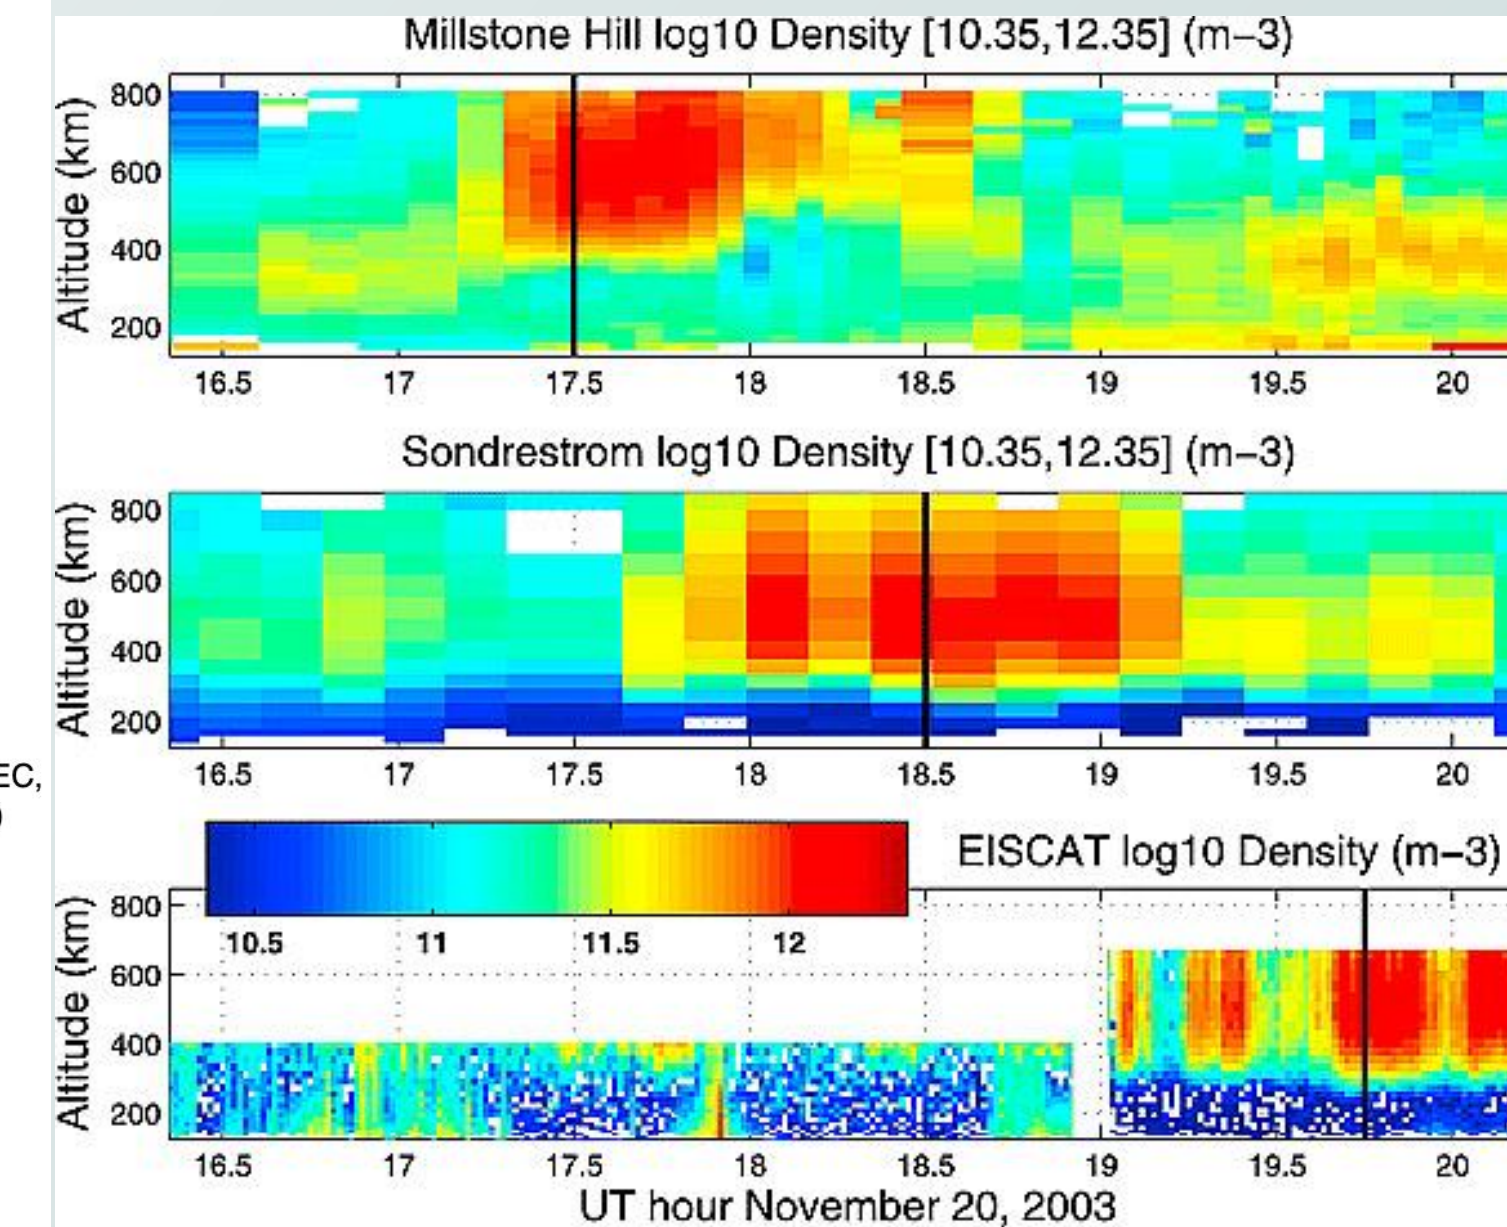 Millstone Hill log10 Density [10.35,12.35] (m−3)
Altitude (km)
800
600
400
200
16.5 17 17.5 18 18.5 19 19.5 20
Sondrestrom log10 Density [10.35,12.35] (m−3)
Altitude (km)
800
600
400
200
16.5 17 17.5 18 18.5 19 19.5 20
EC,
)
EISCAT log10 Density (m−3)
10.5 11 11.5 12
Altitude (km)
800
600
400
200
16.5 17 17.5 18 18.5 19 19.5 20
UT hour November 20, 2003